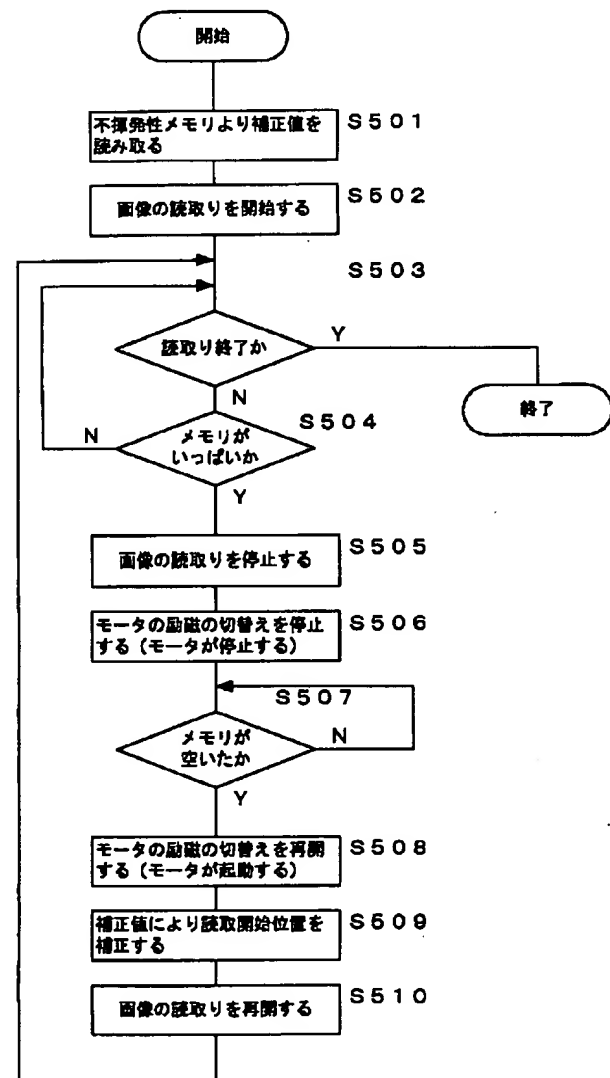 開始
不揮発性メモリより補正値を
読み取る
S501
画像の読取りを開始する
S502
S503
読取り終了か
Y
N
終了
S504
メモリが
いっぱいか
N
Y
画像の読取りを停止する
S505
モータの励磁の切替えを停止
する(モータが停止する)
S506
S507
メモリが
空いたか
N
Y
モータの励磁の切替えを再開
する(モータが起動する)
S508
補正値により読取開始位置を
補正する
S509
画像の読取りを再開する
S510